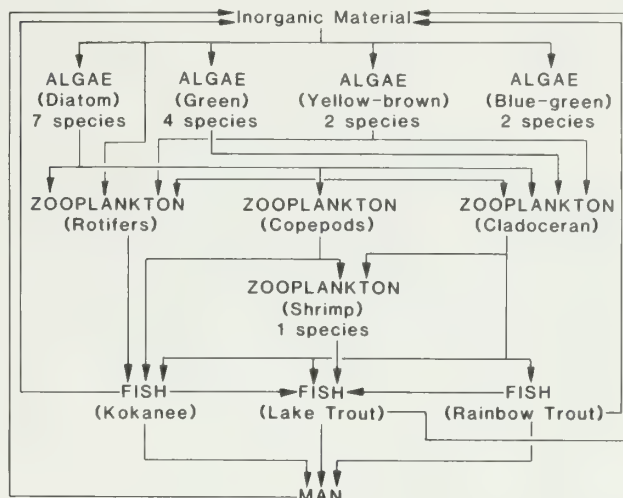 Inorganic Material
ALGAE ALGAE ALGAE ALGAE
(Diatom) (Green) (Yellow-brown) (Blue-green)
7 species 4 species 2 species 2 species
ZOOPLANKTON ZOOPLANKTON ZOOPLANKTON
(Rotifers) (Copepods) (Cladoceran)
ZOOPLANKTON
(Shrimp)
1 species
FISH FISH FISH
(Kokanee) (Lake Trout) (Rainbow Trout)
MAN